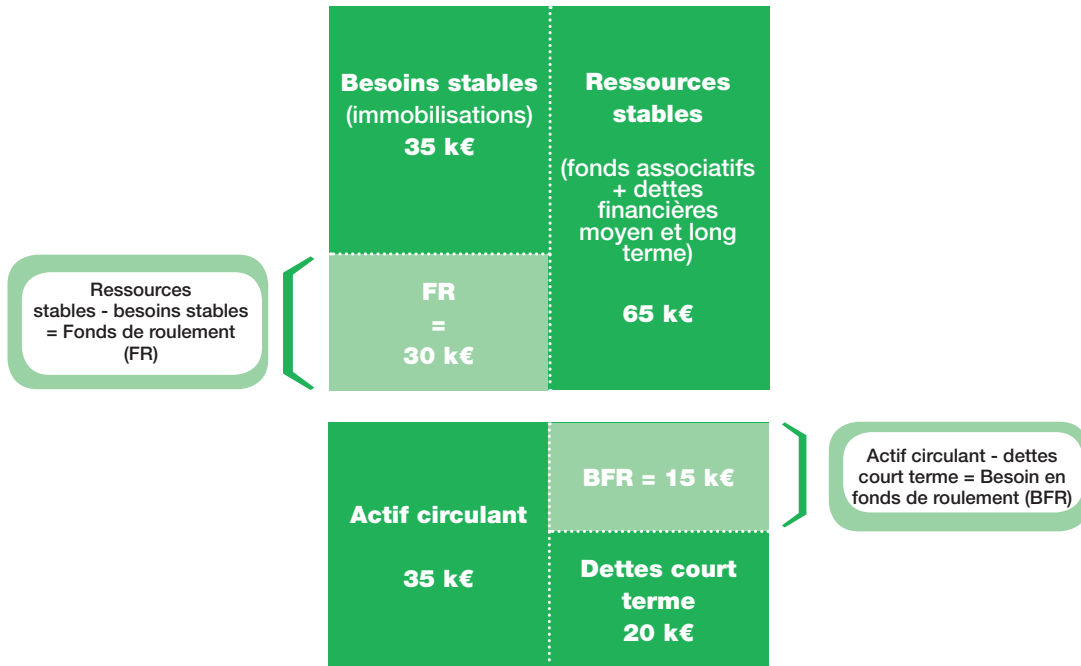 Besoins stables
(immobilisations)
35 k€
Ressources
stables
(fonds associatifs
+ dettes
financières
moyen et long
terme)
65 k€
Ressources
stables - besoins stables
= Fonds de roulement
(FR)
FR
=
30 k€
Actif circulant
35 k€
BFR = 15 k€
Dettes court
terme
20 k€
Actif circulant - dettes
court terme = Besoin en
fonds de roulement (BFR)